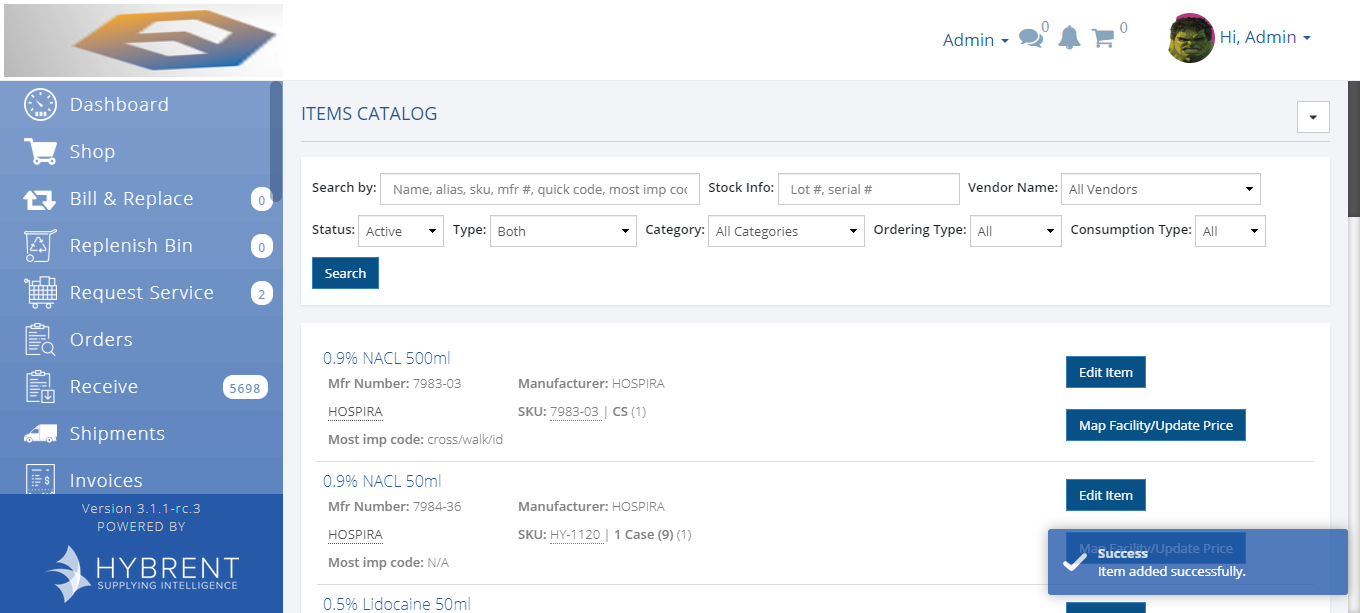 Admin 0 0 Hi, Admin
Dashboard
Shop
Bill & Replace 0
Replenish Bin 0
Request Service 2
Orders
Receive 5698
Shipments
Invoices
Version 3.1.1-rc.3
POWERED BY
HYBRENT
SUPPLYING INTELLIGENCE
ITEMS CATALOG
Search by: Name, alias, sku, mfr #, quick code, most imp coc Stock Info: Lot #, serial # Vendor Name: All Vendors
Status: Active Type: Both Category: All Categories Ordering Type: All Consumption Type: All
Search
0.9% NACL 500ml
Mfr Number: 7983-03 Manufacturer: HOSPIRA Edit Item
HOSPIRA SKU: 7983-03 | CS (1)
Map Facility/Update Price
Most imp code: cross/walk/id
0.9% NACL 50ml
Mfr Number: 7984-36 Manufacturer: HOSPIRA Edit Item
HOSPIRA SKU: HY-1120 | 1 Case (9) (1)
Map Facility/Update Price
Most imp code: N/A
Success
Item added successfully.
0.5% Lidocaine 50ml